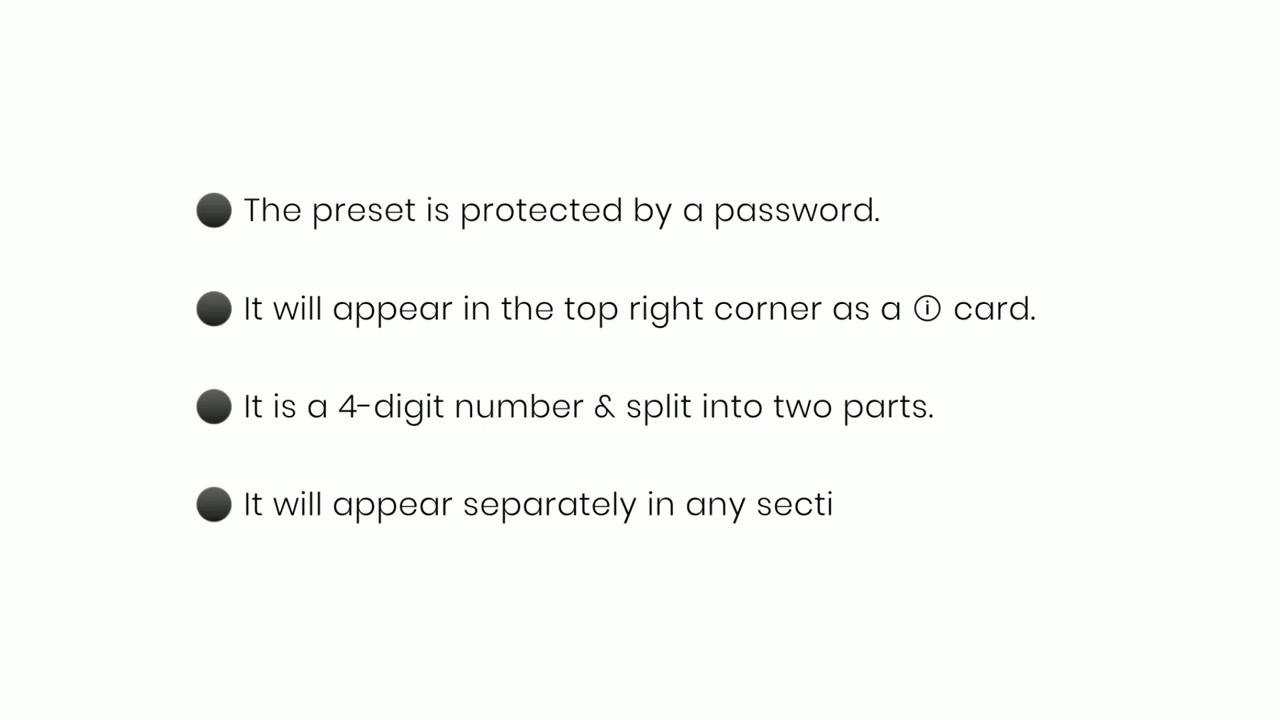 ⚫ The preset is protected by a password.
⚫ It will appear in the top right corner as a ⓘ card.
⚫ It is a 4-digit number & split into two parts.
⚫ It will appear separately in any secti